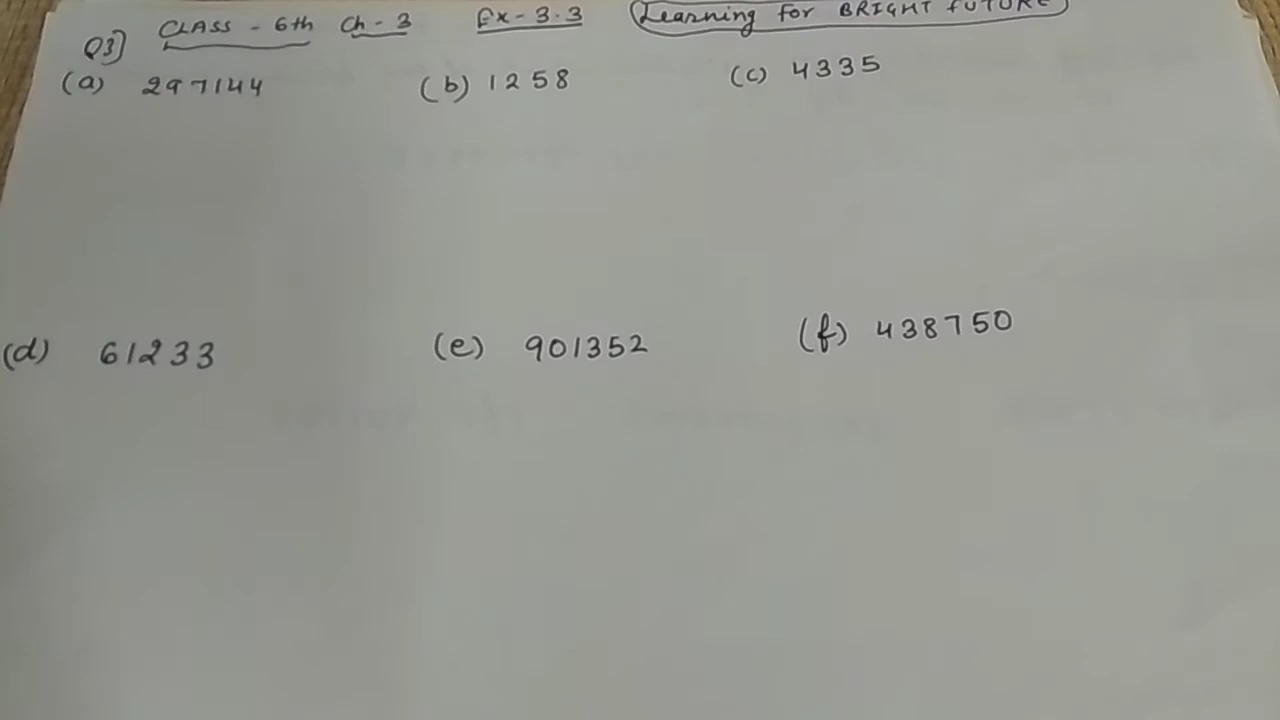 CLASS - 6th Ch - 3 Ex - 3.3 Learning for BRIGHT FUTURE
Q3]
(a) 297144 (b) 1258 (c) 4335
(d) 61233 (e) 901352 (f) 438750